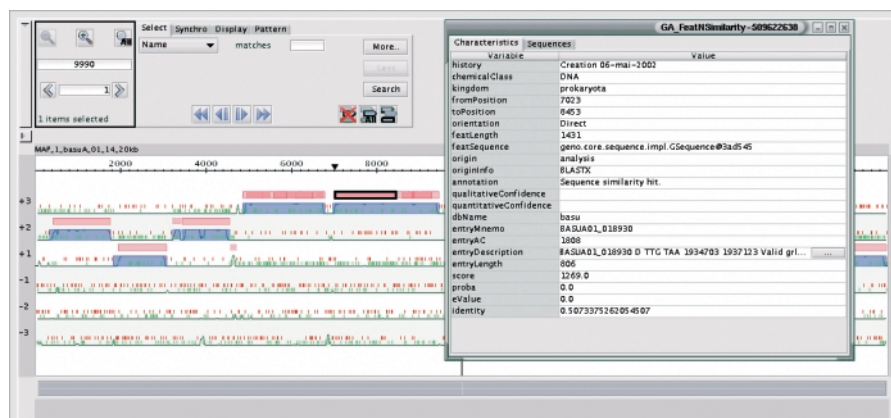 Select Synchro Display Pattern
Name matches
More..
Search
9990
1
1 items selected
MAP_1_basuA_01_14_20kb
2000 4000 6000 8000
+3
+2
+1
-1
-2
-3
GA_FeatNSimilarity-509622638
Characteristics Sequences
Variable Value
history Creation 06-mai-2002
chemicalClass DNA
kingdom prokaryota
fromPosition 7023
toPosition 8453
orientation Direct
featLength 1431
featSequence geno.core.sequence.impl.GSequence@3ad545
origin analysis
originInfo BLASTX
annotation Sequence similarity hit.
qualitativeConfidence
quantitativeConfidence
dbName basu
entryMnemo BASUA01_018930
entryAC 1808
entryDescription BASUA01_018930 D TTG TAA 1934703 1937123 Valid grl... ...
entryLength 806
score 1269.0
proba 0.0
eValue 0.0
identity 0.5073375262054507